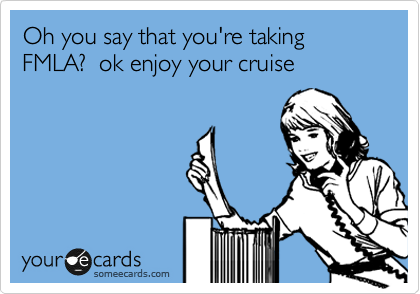 Oh you say that you're taking
FMLA?  ok enjoy your cruise
your e cards
someecards.com